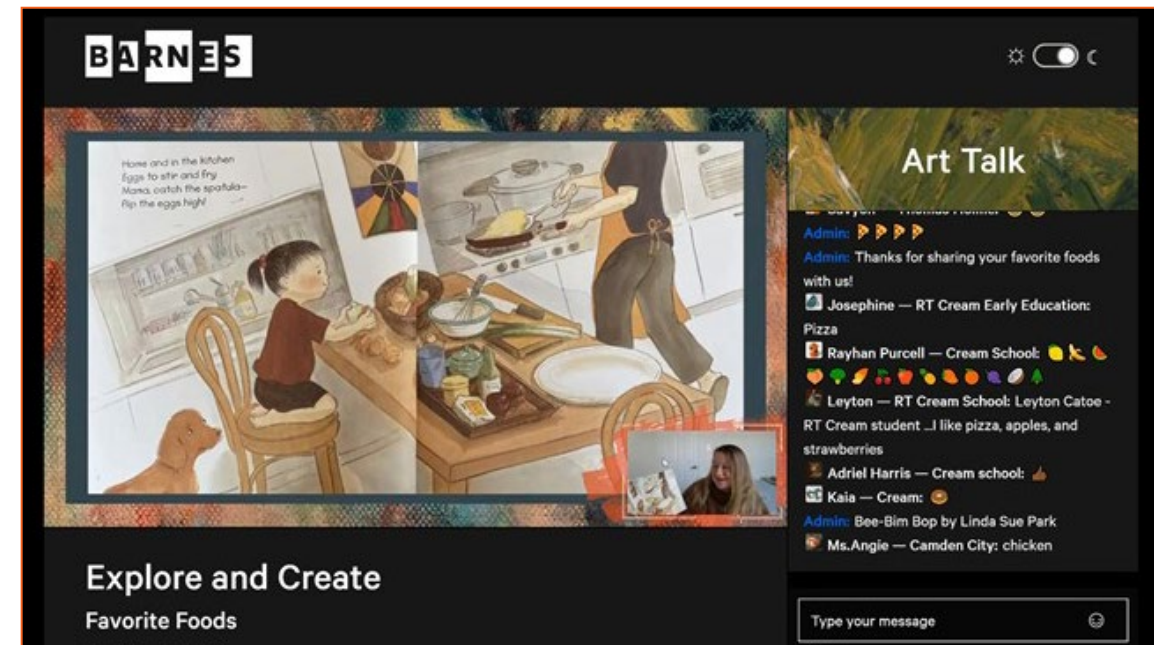 BARNES
Home and in the kitchen
Eggs to stir and fry
Mama, catch the spatula—
Flip the eggs high!
Explore and Create
Favorite Foods
Art Talk
Admin: 🍕🍕🍕🍕
Admin: Thanks for sharing your favorite foods
with us!
Josephine — RT Cream Early Education:
Pizza
Rayhan Purcell — Cream School:
Leyton — RT Cream School: Leyton Catoe -
RT Cream student ...I like pizza, apples, and
strawberries
Adriel Harris — Cream school:
Kaia — Cream:
Admin: Bee-Bim Bop by Linda Sue Park
Ms.Angie — Camden City: chicken
Type your message